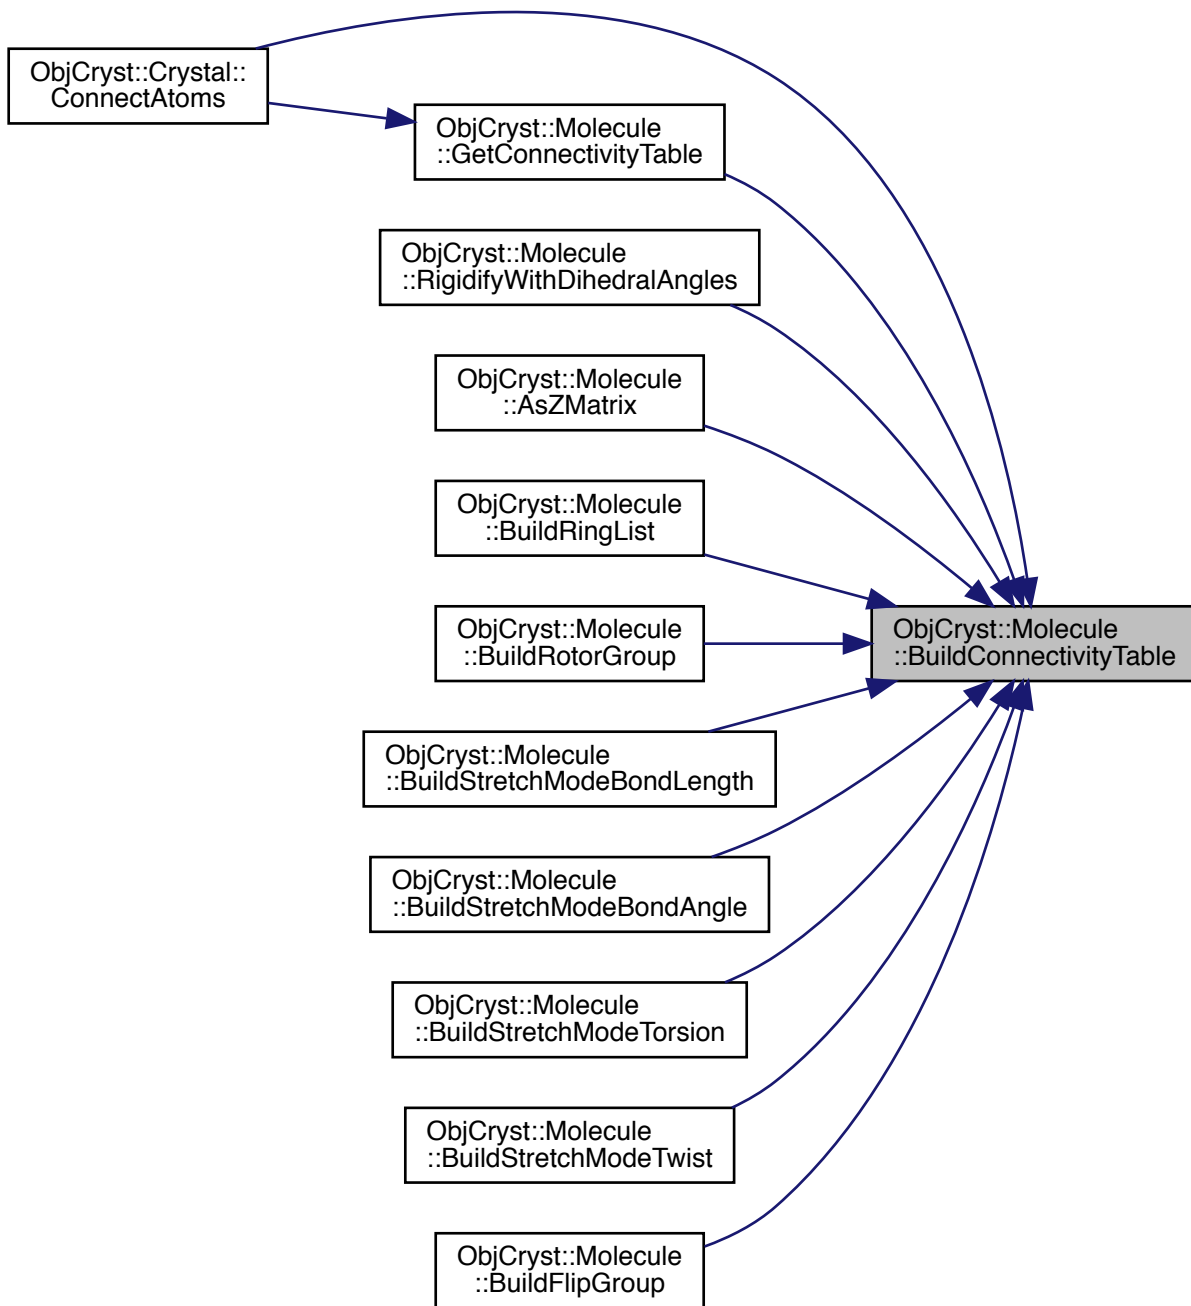 ObjCryst::Crystal::
ConnectAtoms
ObjCryst::Molecule
::GetConnectivityTable
ObjCryst::Molecule
::RigidifyWithDihedralAngles
ObjCryst::Molecule
::AsZMatrix
ObjCryst::Molecule
::BuildRingList
ObjCryst::Molecule
::BuildRotorGroup
ObjCryst::Molecule
::BuildConnectivityTable
ObjCryst::Molecule
::BuildStretchModeBondLength
ObjCryst::Molecule
::BuildStretchModeBondAngle
ObjCryst::Molecule
::BuildStretchModeTorsion
ObjCryst::Molecule
::BuildStretchModeTwist
ObjCryst::Molecule
::BuildFlipGroup